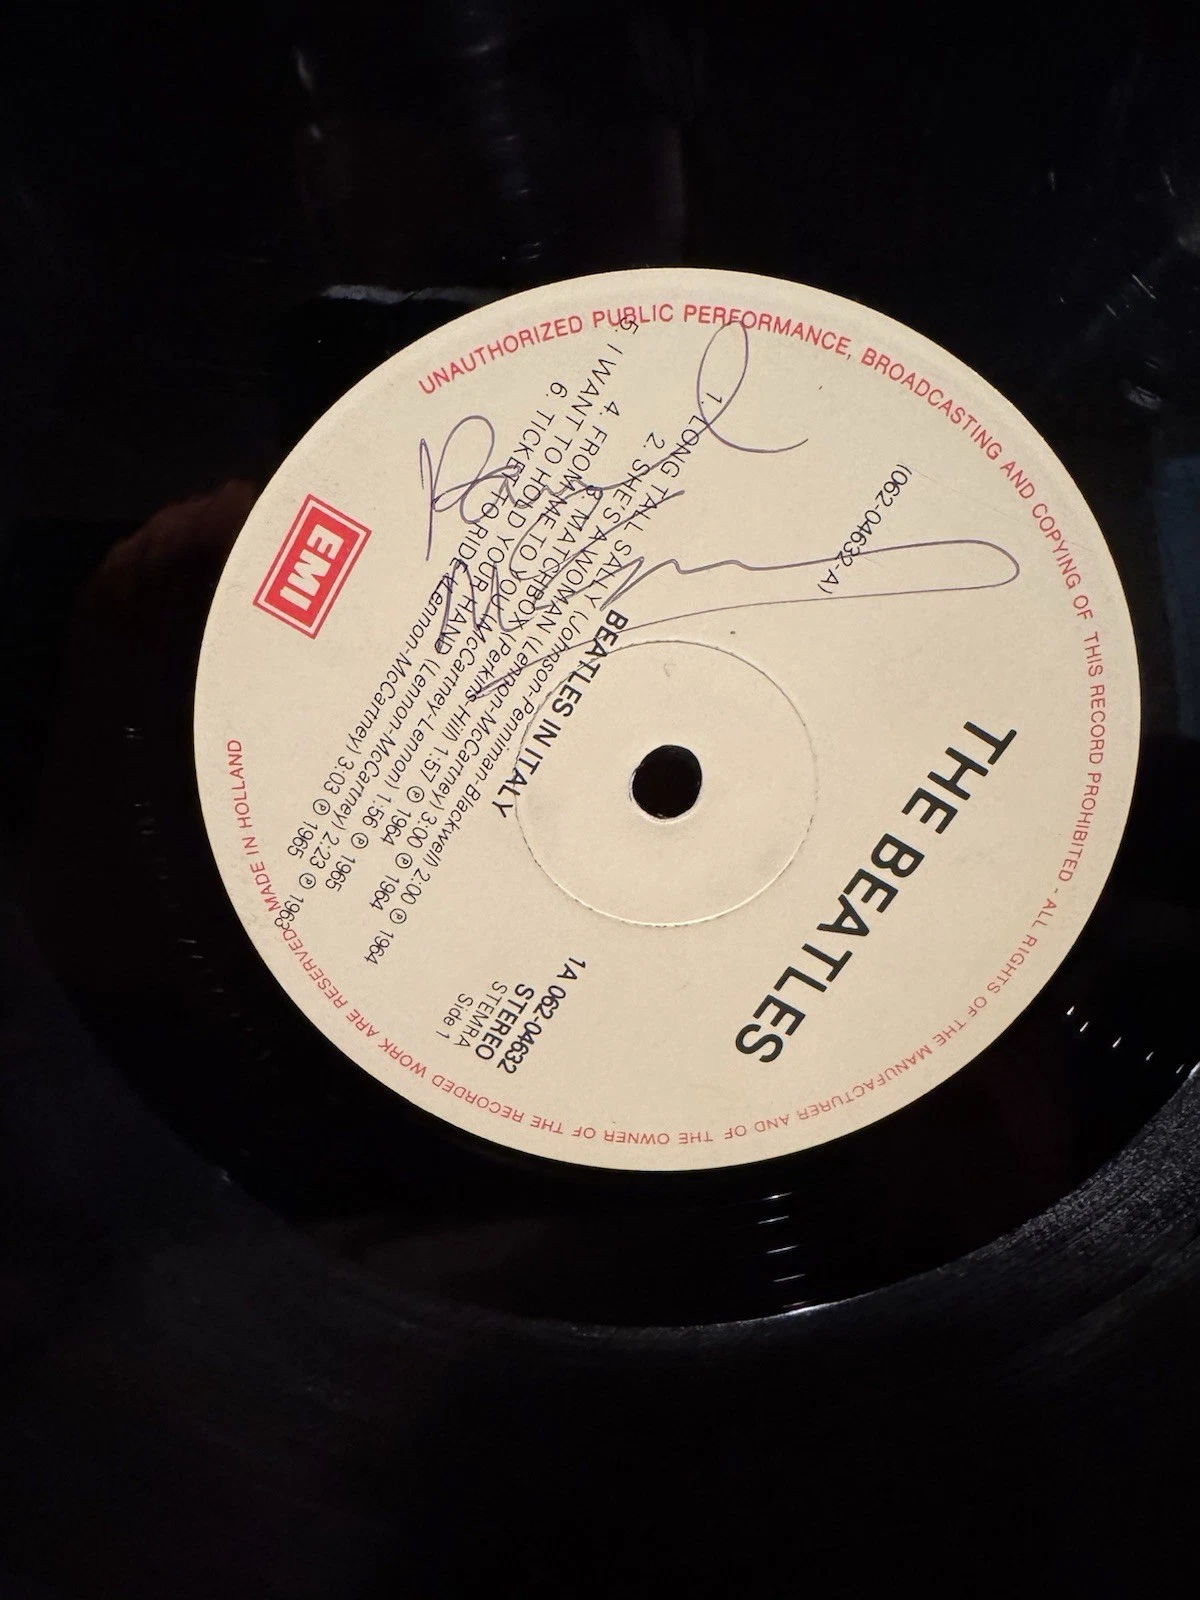 THE BEATLES
(062-04632-A)
1A 062-04632
STEREO
STEMRA
Side 1
BEATLES IN ITALY
1. LONG TALL SALLY (Johnson-Penniman-Blackwell) 2:00 ℗ 1964
2. SHE'S A WOMAN (Lennon-McCartney) 3:00 ℗ 1964
3. MATCHBOX (Perkins-Hill) 1:57 ℗ 1964
4. FROM ME TO YOU (McCartney-Lennon) 1:56 ℗ 1965
5. I WANT TO HOLD YOUR HAND (Lennon-McCartney) 2:23 ℗ 1963
6. TICKET TO RIDE (Lennon-McCartney) 3:03 ℗ 1965
EMI
UNAUTHORIZED PUBLIC PERFORMANCE, BROADCASTING AND COPYING OF THIS RECORD PROHIBITED - ALL RIGHTS OF THE MANUFACTURER AND OF THE OWNER OF THE RECORDED WORK ARE RESERVED
MADE IN HOLLAND
Paul